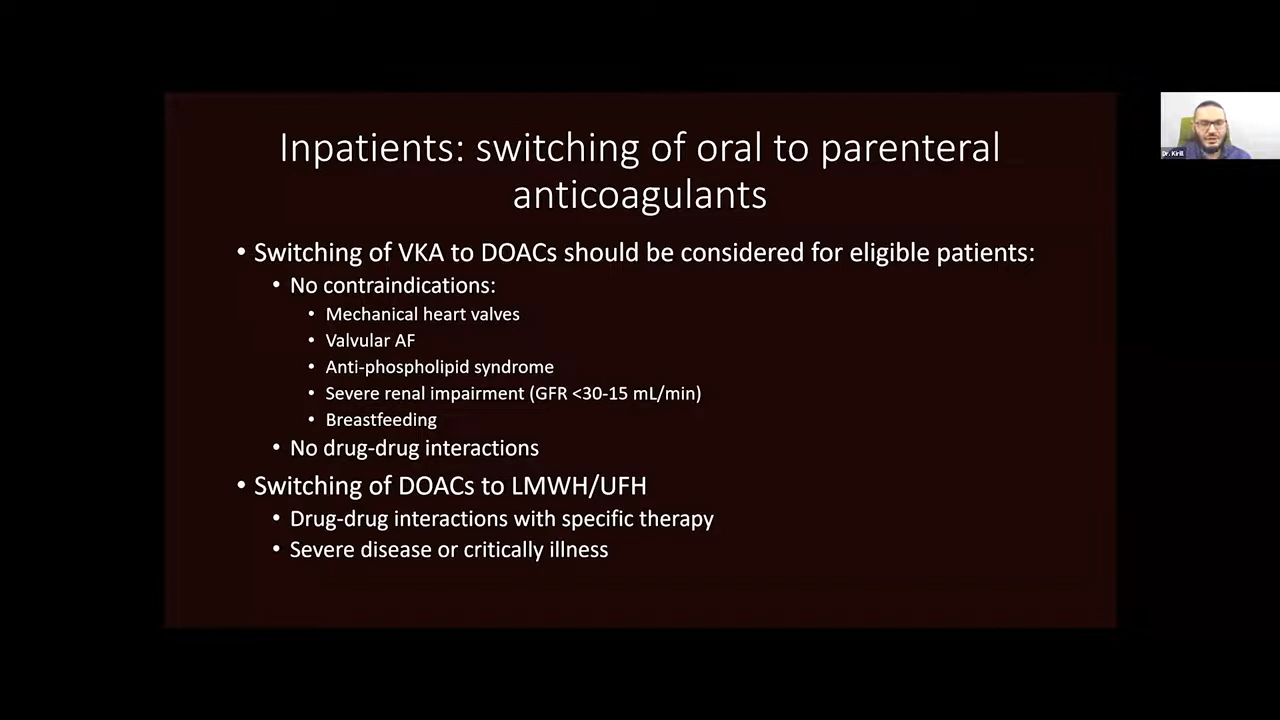 Inpatients: switching of oral to parenteral
anticoagulants
• Switching of VKA to DOACs should be considered for eligible patients:
• No contraindications:
• Mechanical heart valves
• Valvular AF
• Anti-phospholipid syndrome
• Severe renal impairment (GFR <30-15 mL/min)
• Breastfeeding
• No drug-drug interactions
• Switching of DOACs to LMWH/UFH
• Drug-drug interactions with specific therapy
• Severe disease or critically illness
Dr. Kirill